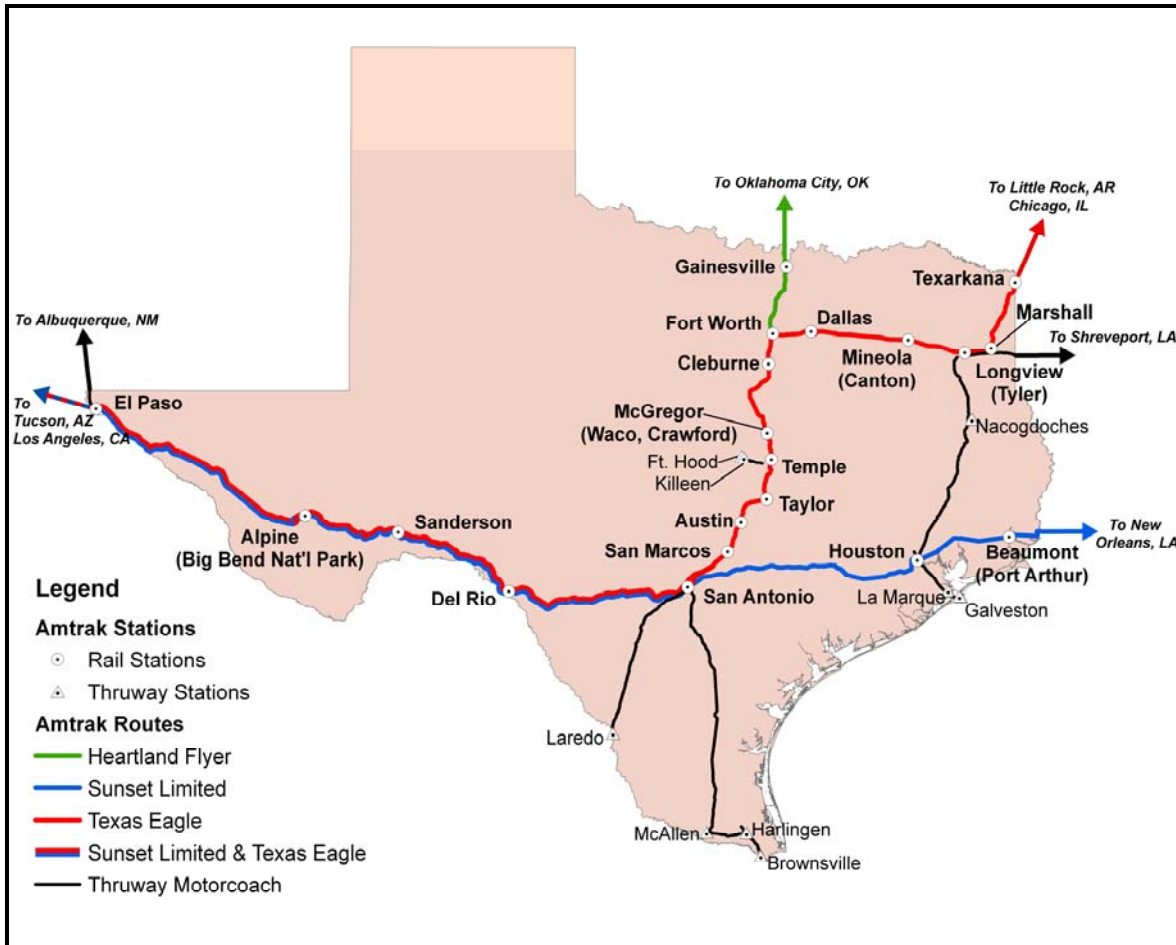 To Oklahoma City, OK
To Little Rock, AR
Chicago, IL
Gainesville
Texarkana
Fort Worth
Dallas
Marshall
To Albuquerque, NM
To Shreveport, LA
Cleburne
Mineola
(Canton)
Longview
(Tyler)
To
Tucson, AZ
Los Angeles, CA
El Paso
McGregor
(Waco, Crawford)
Nacogdoches
Ft. Hood
Killeen
Temple
Taylor
Austin
Sanderson
Alpine
(Big Bend Nat'l Park)
San Marcos
Houston
Beaumont
(Port Arthur)
To New
Orleans, LA
Del Rio
San Antonio
La Marque
Galveston
Laredo
McAllen
Harlingen
Brownsville
Legend
Amtrak Stations
Rail Stations
Thruway Stations
Amtrak Routes
Heartland Flyer
Sunset Limited
Texas Eagle
Sunset Limited & Texas Eagle
Thruway Motorcoach